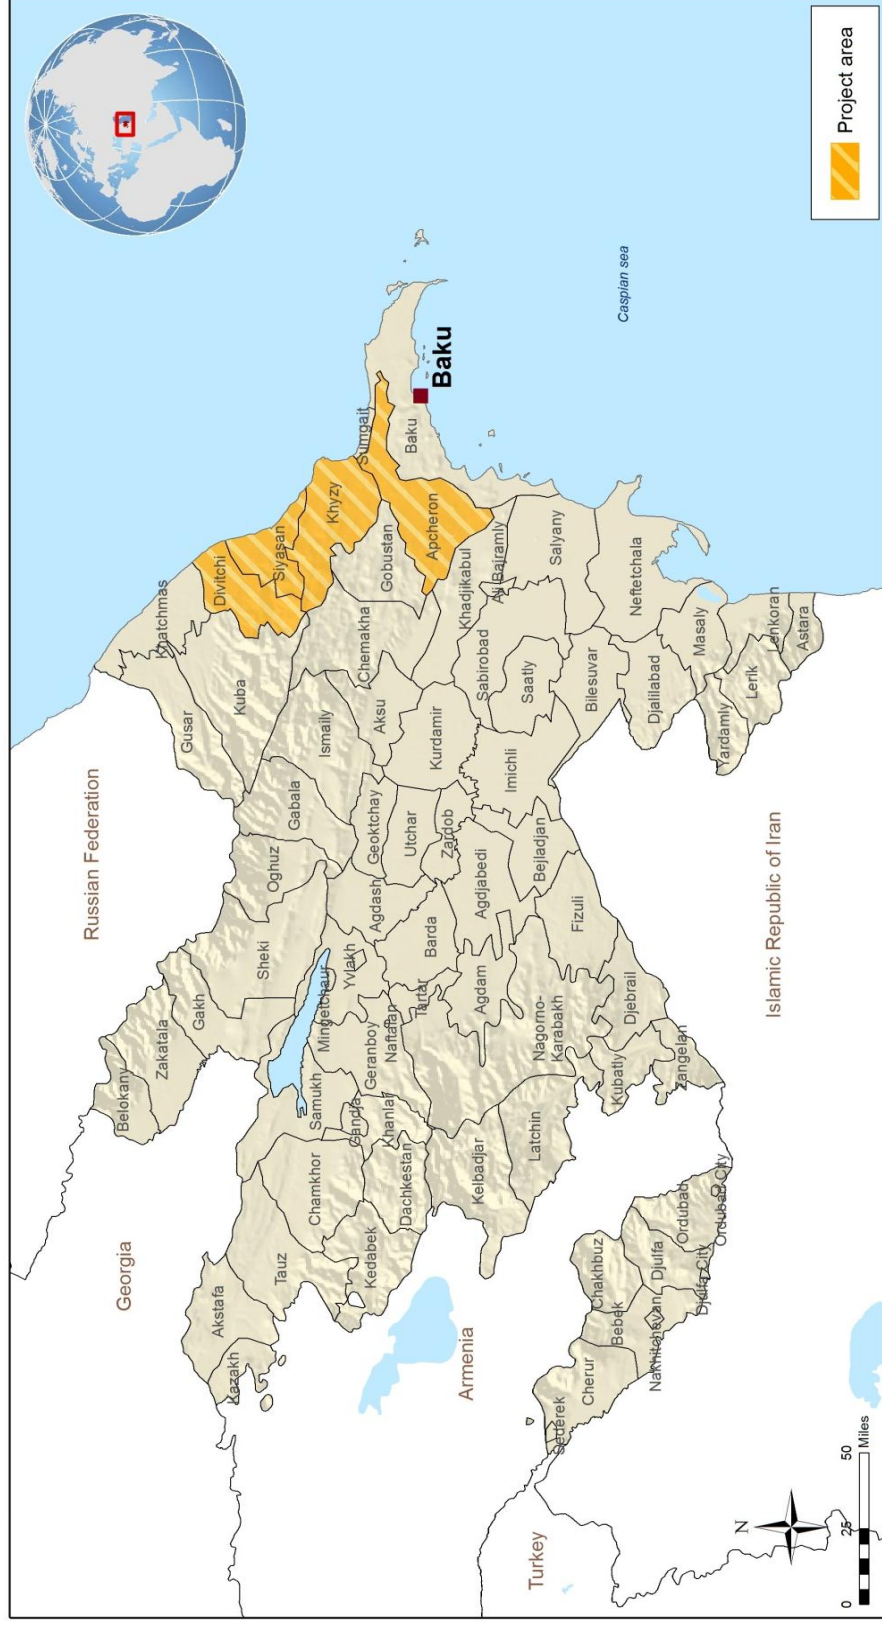 Russian Federation
Georgia
Armenia
Turkey
Islamic Republic of Iran
Caspian sea
Belokany
Zakatala
Gakh
Sheki
Oghuz
Gabala
Gusar
Khatchmas
Kuba
Divitchi
Siyasan
Khyzy
Sumgait
Baku
Baku
Apcheron
Gobustan
Chemakha
Ismaily
Aksu
Khadjikabul
Ali Bajramly
Salyany
Neftetchala
Sabirobad
Saatly
Kurdamir
Imichli
Bilesuvar
Djalilabad
Masaly
Yardamly
Lerik
Lenkoran
Astara
Geoktchay
Utchar
Zardob
Agdash
Yvlakh
Mingetchaur
Barda
Agdjabedi
Bejladjan
Fizuli
Agdam
Tartar
Naftalan
Geranboy
Samukh
Gandja
Khanlar
Dachkestan
Chamkhor
Kedabek
Tauz
Akstafa
Kazakh
Kelbadjar
Latchin
Nagorno-
Karabakh
Djebrail
Kubatly
Zangelan
Sederek
Cherur
Bebek
Chakhbuz
Nakhitchevan
Djulfa
Djulfa City
Ordubad
Ordubad City
N
0 25 50
Miles
Project area